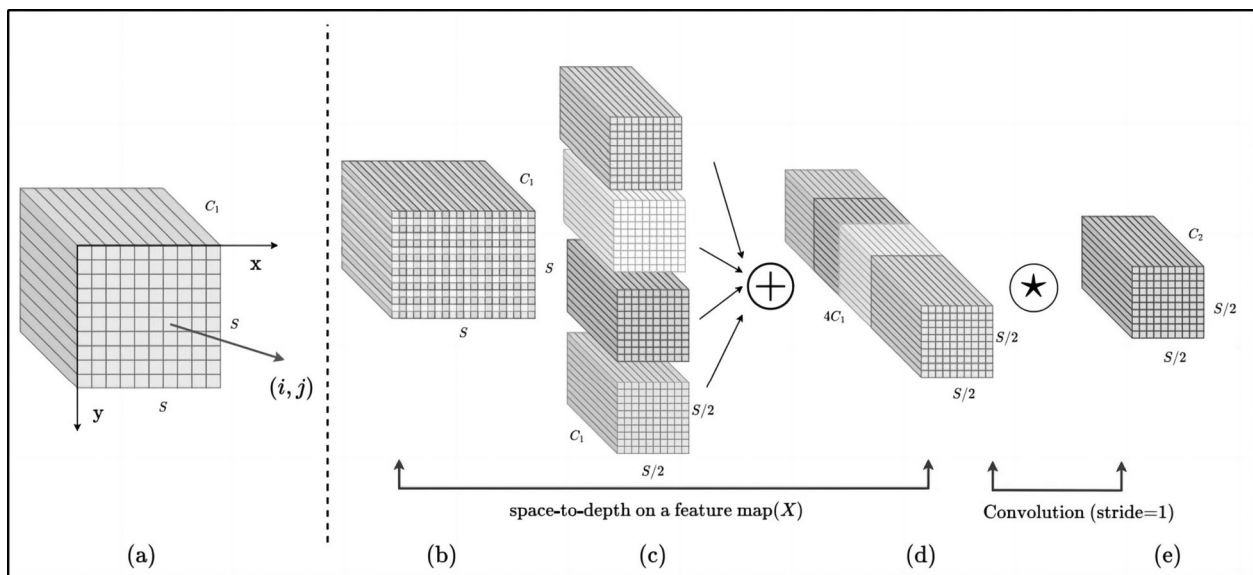 C₁
x
S
(i, j)
S
y
(a)
C₁
S
S
(b)
C₁
S/2
S/2
(c)
4C₁
S/2
S/2
(d)
space-to-depth on a feature map(X)
C₂
S/2
S/2
Convolution (stride=1)
(e)